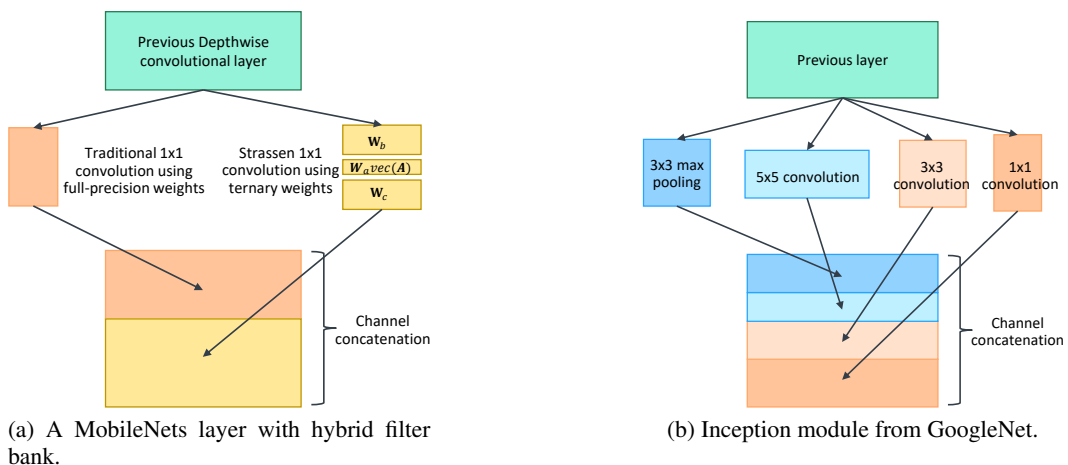 Previous Depthwise
convolutional layer
Traditional 1x1
convolution using
full-precision weights
Strassen 1x1
convolution using
ternary weights
W_b
W_a vec(A)
W_c
Channel
concatenation
(a) A MobileNets layer with hybrid filter
bank.
Previous layer
3x3 max
pooling
5x5 convolution
3x3
convolution
1x1
convolution
Channel
concatenation
(b) Inception module from GoogleNet.